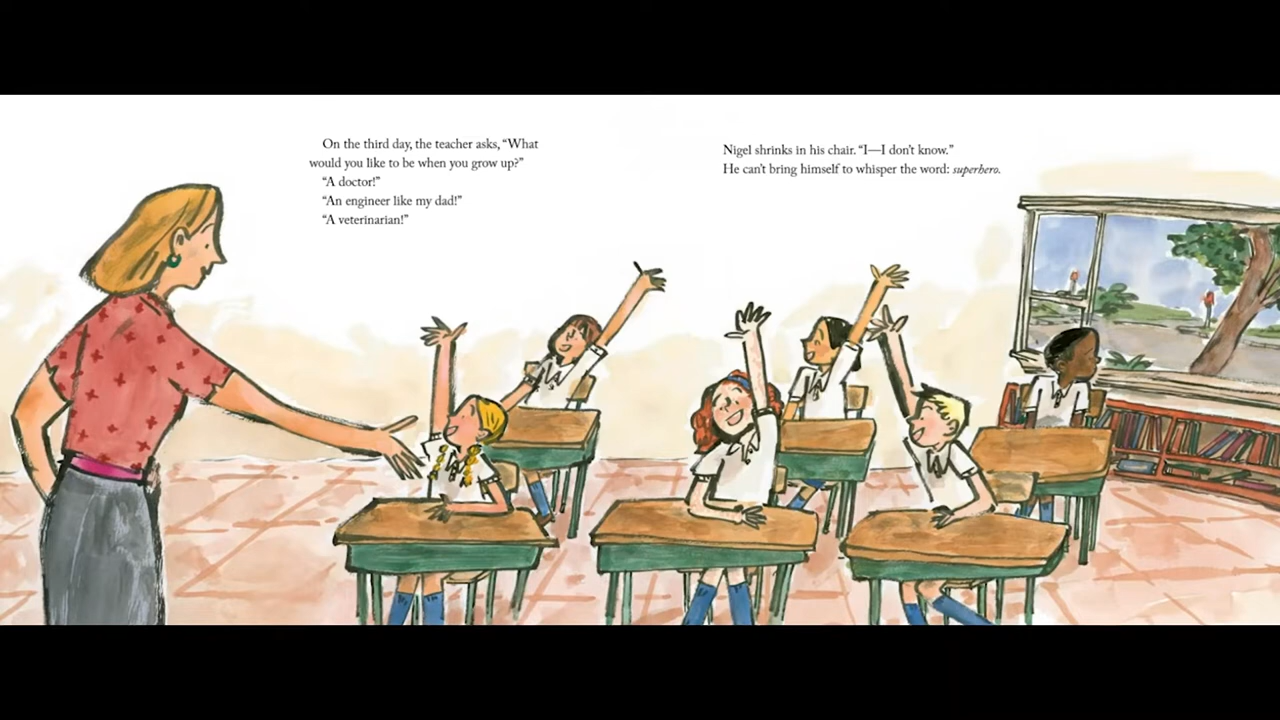 On the third day, the teacher asks, “What
would you like to be when you grow up?”
“A doctor!”
“An engineer like my dad!”
“A veterinarian!”
Nigel shrinks in his chair. “I—I don’t know.”
He can’t bring himself to whisper the word: superhero.